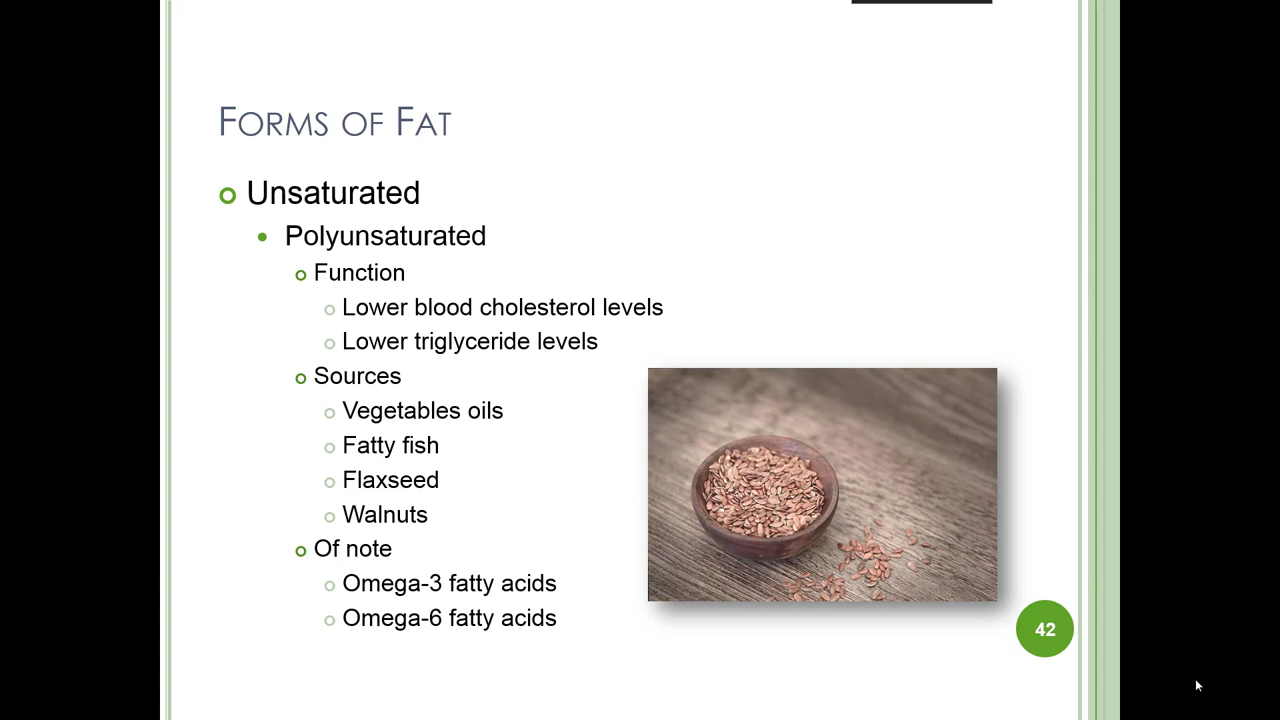 Forms of Fat
Unsaturated
Polyunsaturated
Function
Lower blood cholesterol levels
Lower triglyceride levels
Sources
Vegetables oils
Fatty fish
Flaxseed
Walnuts
Of note
Omega-3 fatty acids
Omega-6 fatty acids
42